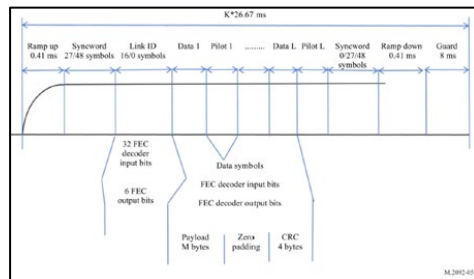 K*26.67 ms
Ramp up
0.41 ms
Syncword
27/48 symbols
Link ID
16/0 symbols
Data 1
Pilot 1
..........
Data L
Pilot L
Syncword
0/27/48
symbols
Ramp down
0.41 ms
Guard
8 ms
32 FEC
decoder
input bits
6 FEC
output bits
Data symbols
FEC decoder input bits
FEC decoder output bits
Payload
M bytes
Zero
padding
CRC
4 bytes